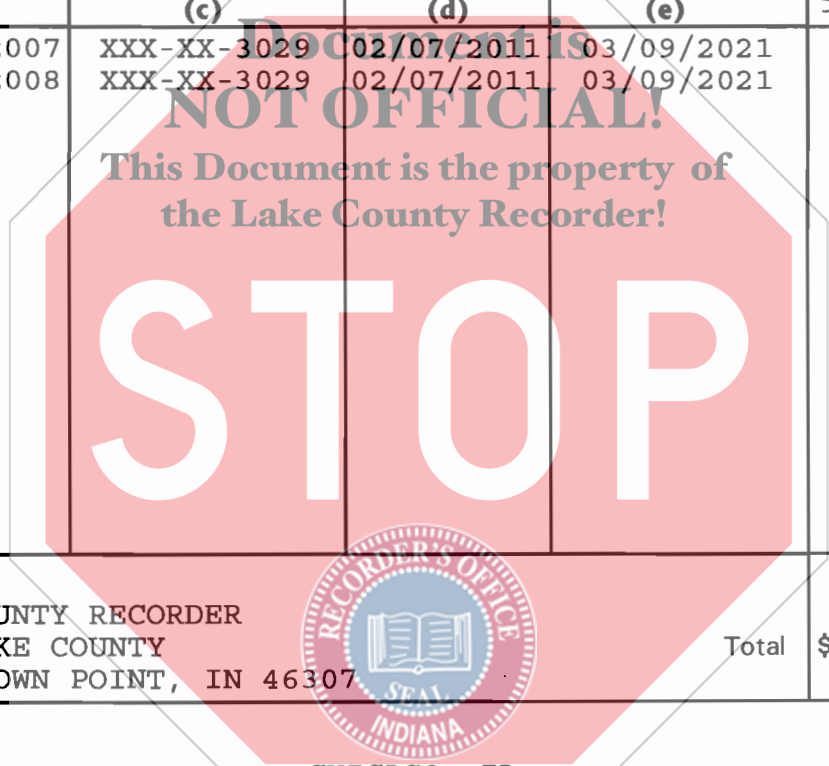 (c) (d) (e)
Document is
007 XXX-XX-3029 02/07/2011 03/09/2021
008 XXX-XX-3029 02/07/2011 03/09/2021
NOT OFFICIAL!
This Document is the property of
the Lake County Recorder!
STOP
RECORDER'S OFFICE
UNTY RECORDER
KE COUNTY Total $
OWN POINT, IN 46307
SEAL
INDIANA